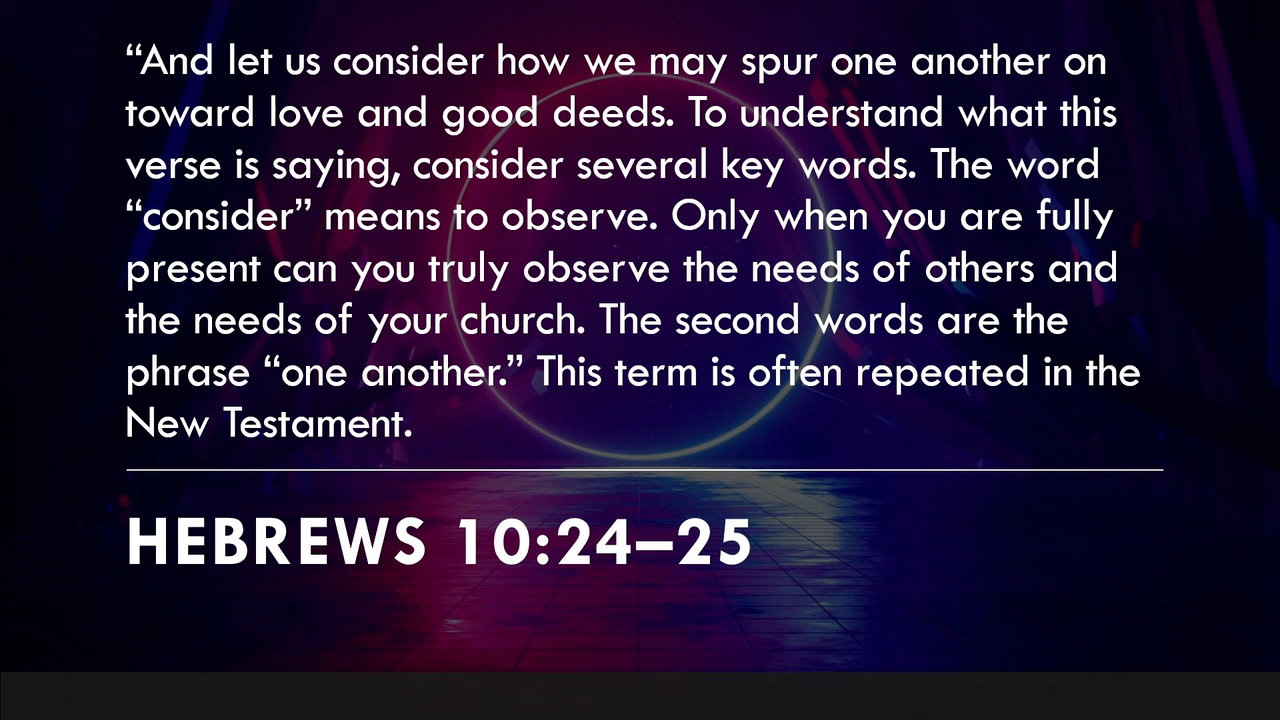 “And let us consider how we may spur one another on
toward love and good deeds. To understand what this
verse is saying, consider several key words. The word
“consider” means to observe. Only when you are fully
present can you truly observe the needs of others and
the needs of your church. The second words are the
phrase “one another.” This term is often repeated in the
New Testament.
HEBREWS 10:24–25